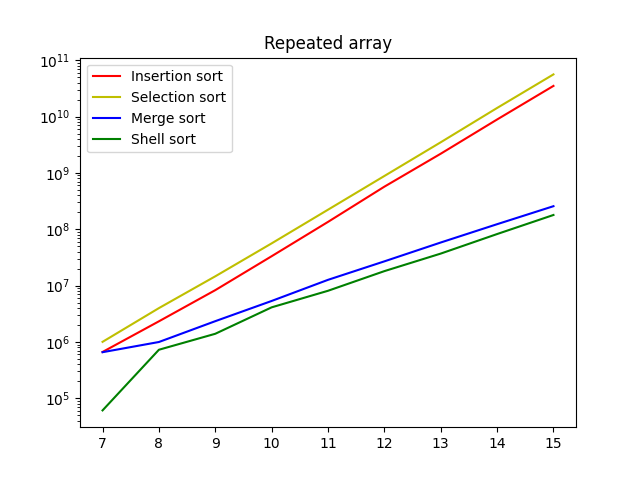 Repeated array
Insertion sort
Selection sort
Merge sort
Shell sort
10¹¹
10¹⁰
10⁹
10⁸
10⁷
10⁶
10⁵
7 8 9 10 11 12 13 14 15